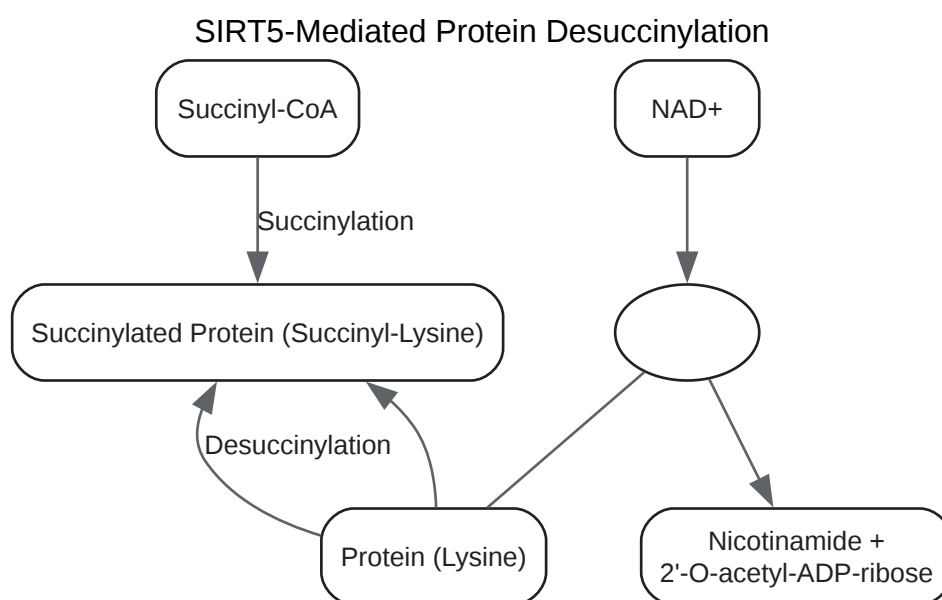 SIRT5-Mediated Protein Desuccinylation
Succinyl-CoA
NAD+
Succinylation
Succinylated Protein (Succinyl-Lysine)
Desuccinylation
Protein (Lysine)
Nicotinamide +
2'-O-acetyl-ADP-ribose